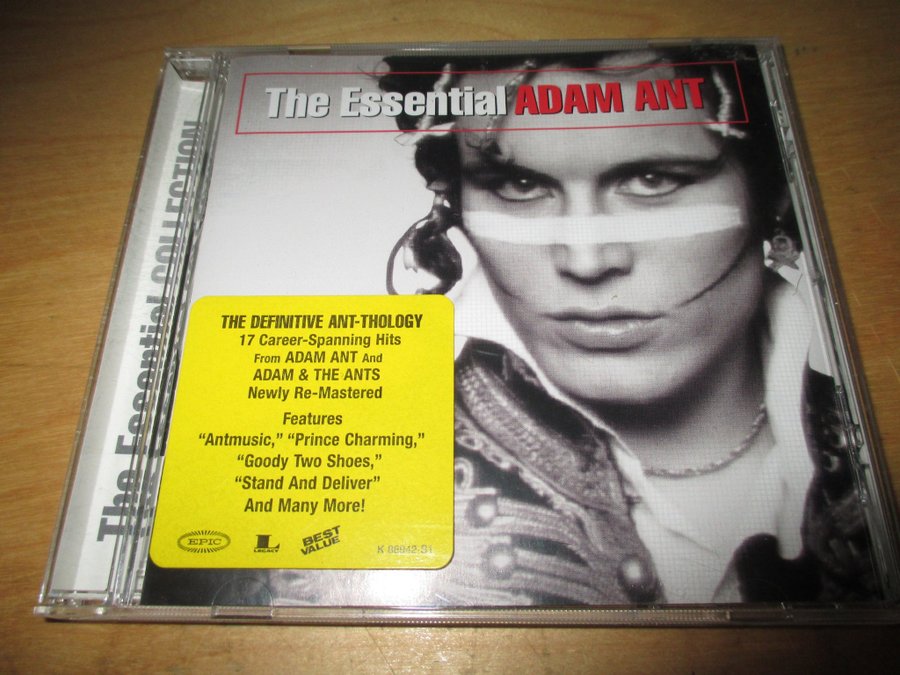 The Essential ADAM ANT
The Essential COLLECTION
THE DEFINITIVE ANT-THOLOGY
17 Career-Spanning Hits
From ADAM ANT And
ADAM & THE ANTS
Newly Re-Mastered
Features
“Antmusic,” “Prince Charming,”
“Goody Two Shoes,”
“Stand And Deliver”
And Many More!
EPIC
L
LEGACY
BEST
VALUE